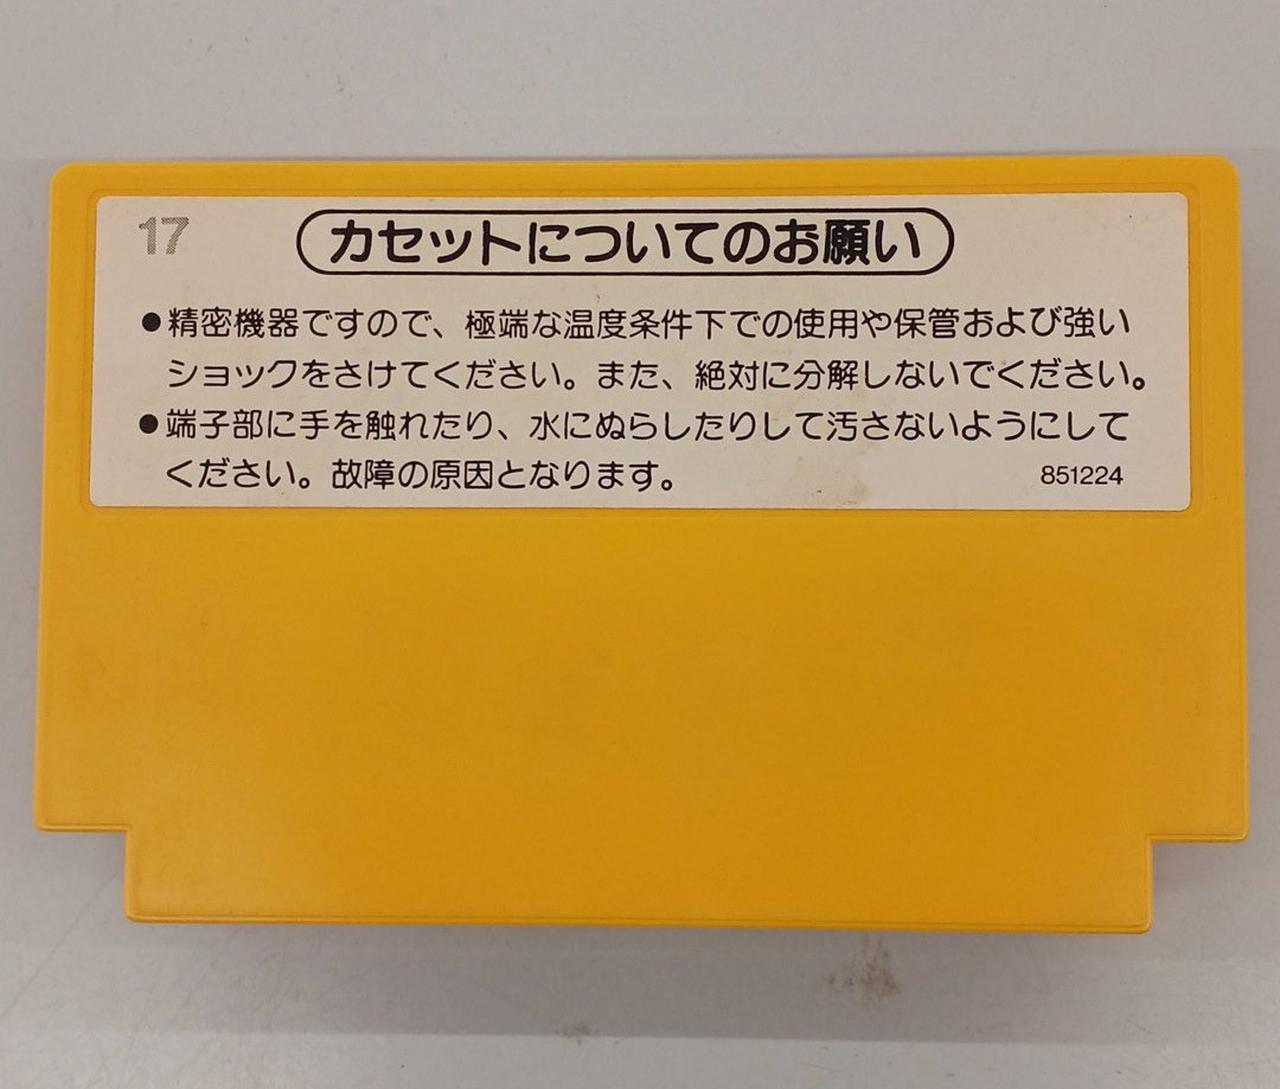 17
カセットについてのお願い
●精密機器ですので、極端な温度条件下での使用や保管および強い
ショックをさけてください。また、絶対に分解しないでください。
●端子部に手を触れたり、水にぬらしたりして汚さないようにして
ください。故障の原因となります。
851224